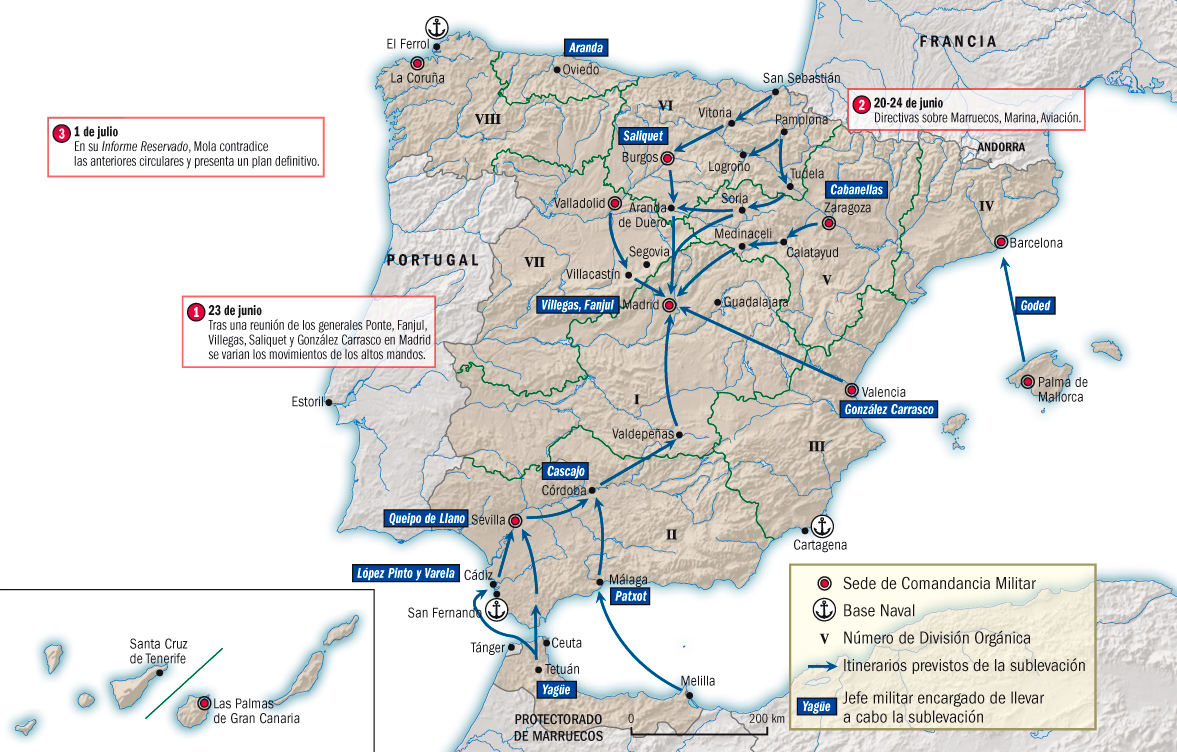 FRANCIA
El Ferrol
La Coruña
Aranda
Oviedo
San Sebastián
VI
Vitoria
Pamplona
2 20-24 de junio
Directivas sobre Marruecos, Marina, Aviación.
VIII
3 1 de julio
En su Informe Reservado, Mola contradice
las anteriores circulares y presenta un plan definitivo.
Saliquet
Burgos
Logroño
ANDORRA
Tudela
Cabanellas
Zaragoza
Valladolid
Aranda
de Duero
Soria
IV
Barcelona
Medinaceli
Calatayud
PORTUGAL
VII
Segovia
Villacastín
V
1 23 de junio
Tras una reunión de los generales Ponte, Fanjul,
Villegas, Saliquet y González Carrasco en Madrid
se varian los movimientos de los altos mandos.
Villegas, Fanjul
Madrid
Guadalajara
Goded
Estoril
I
Valencia
González Carrasco
Palma de
Mallorca
Valdepeñas
III
Cascajo
Córdoba
Queipo de Llano
Sevilla
II
Cartagena
López Pinto y Varela
Cádiz
San Fernando
Málaga
Patxot
Tánger
Ceuta
Tetuán
Yagüe
Melilla
PROTECTORADO
DE MARRUECOS
0 200 km
Santa Cruz
de Tenerife
Las Palmas
de Gran Canaria
Sede de Comandancia Militar
Base Naval
V Número de División Orgánica
Itinerarios previstos de la sublevación
Yagüe Jefe militar encargado de llevar
a cabo la sublevación